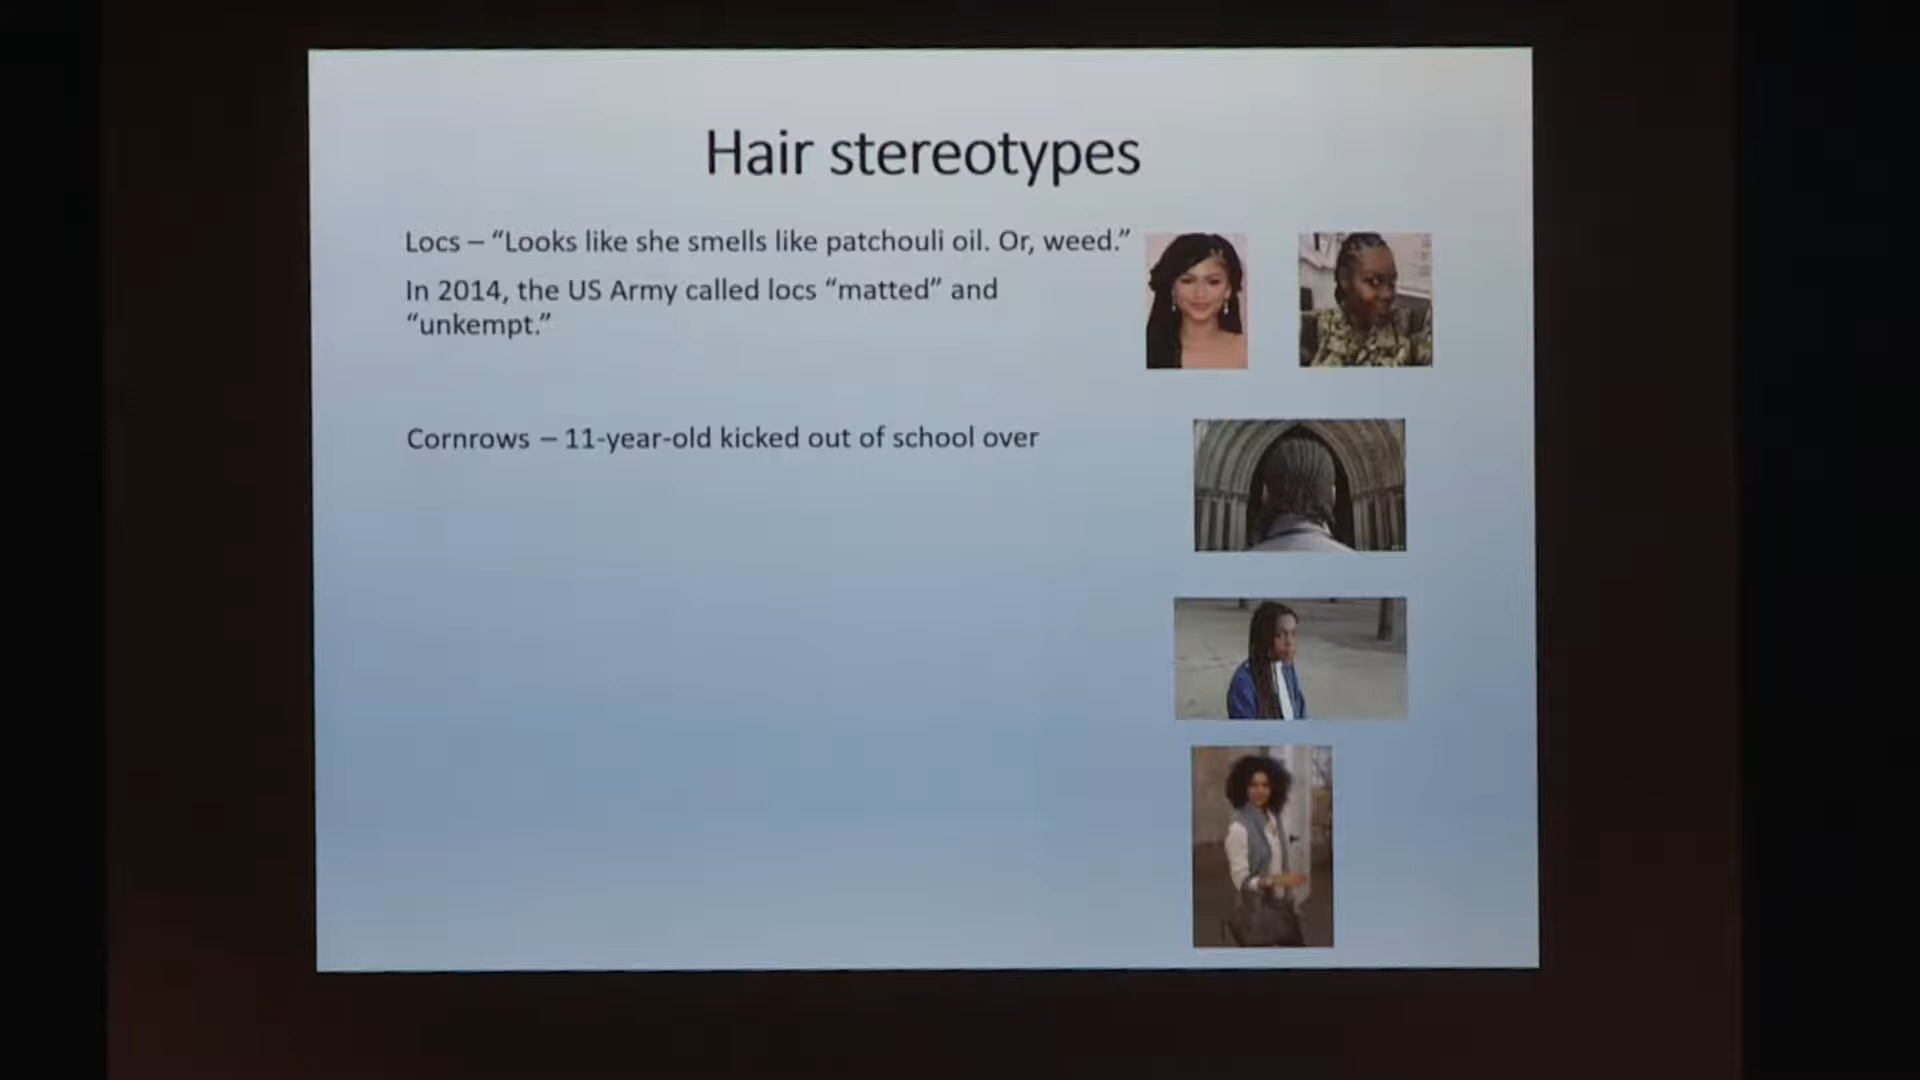 Hair stereotypes
Locs – “Looks like she smells like patchouli oil. Or, weed.”
In 2014, the US Army called locs “matted” and
“unkempt.”
Cornrows – 11-year-old kicked out of school over